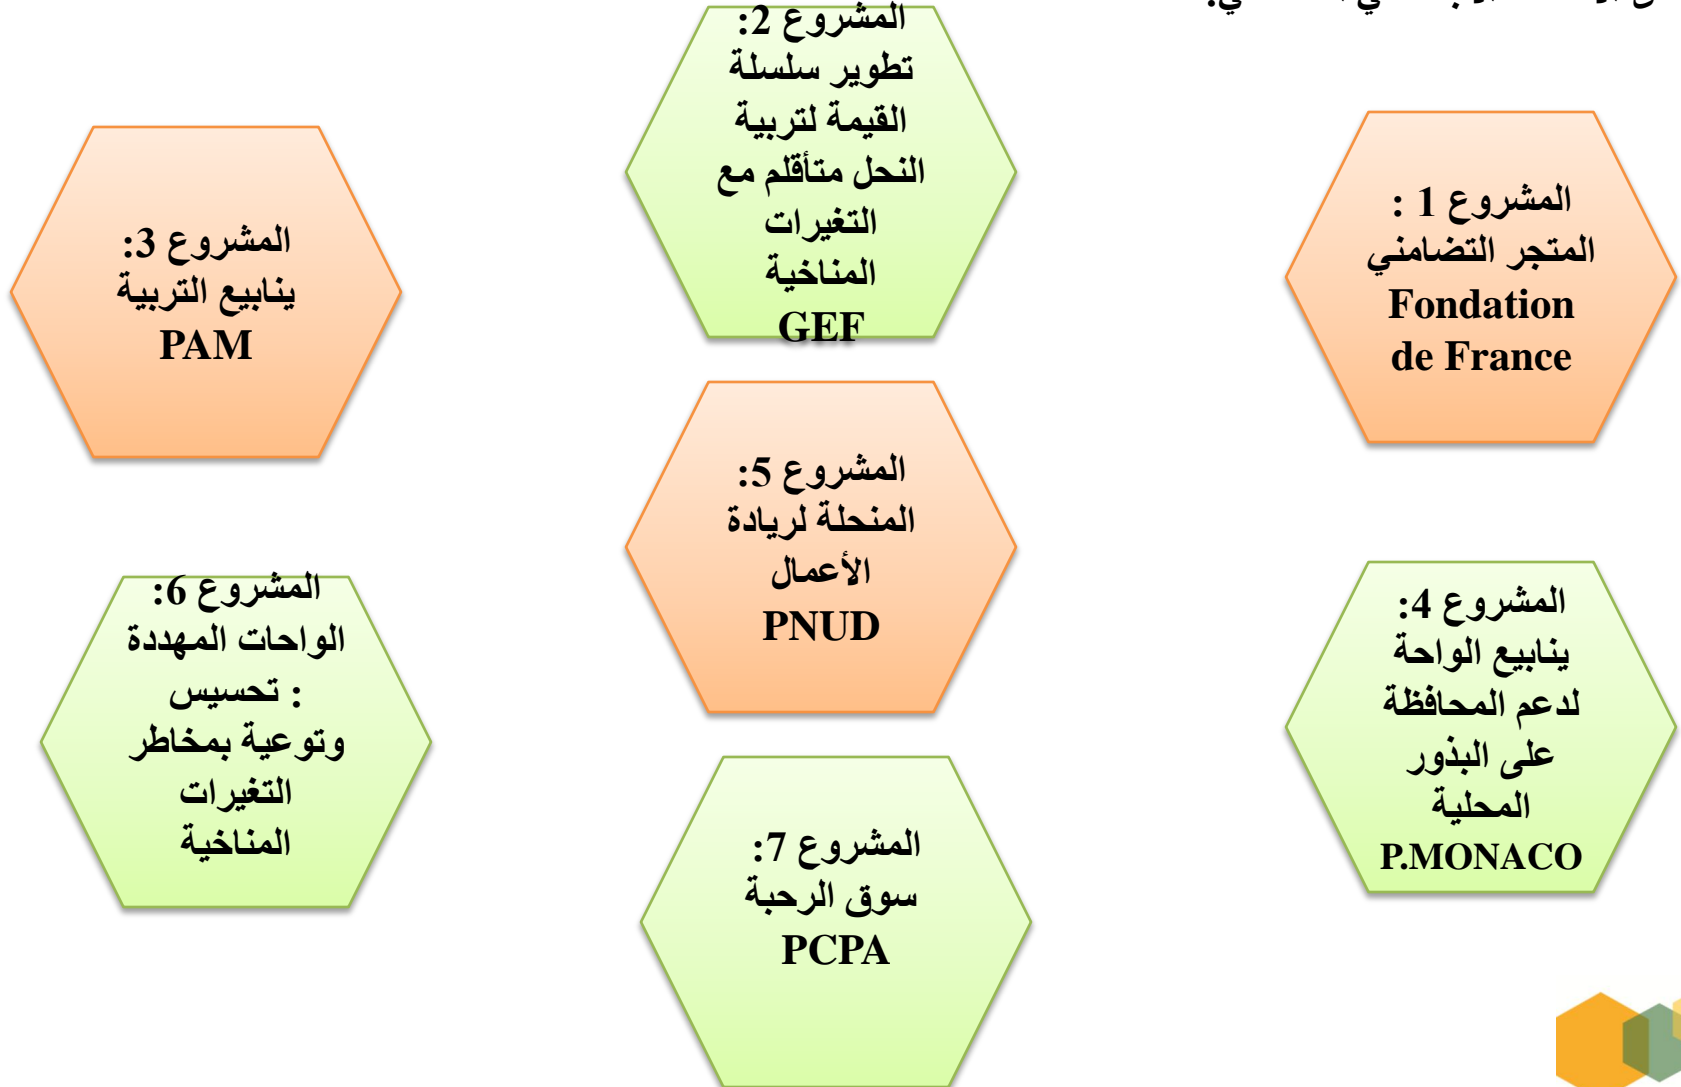 المشروع 1 :
المتجر التضامني
Fondation
de France
المشروع 2:
تطوير سلسلة
القيمة لتربية
النحل متأقلم مع
التغيرات
المناخية
GEF
المشروع 3:
ينابيع التربية
PAM
المشروع 4:
ينابيع الواحة
لدعم المحافظة
على البذور
المحلية
P.MONACO
المشروع 5:
المنحلة لريادة
الأعمال
PNUD
المشروع 6:
الواحات المهددة
: تحسيس
وتوعية بمخاطر
التغيرات
المناخية
المشروع 7:
سوق الرحبة
PCPA